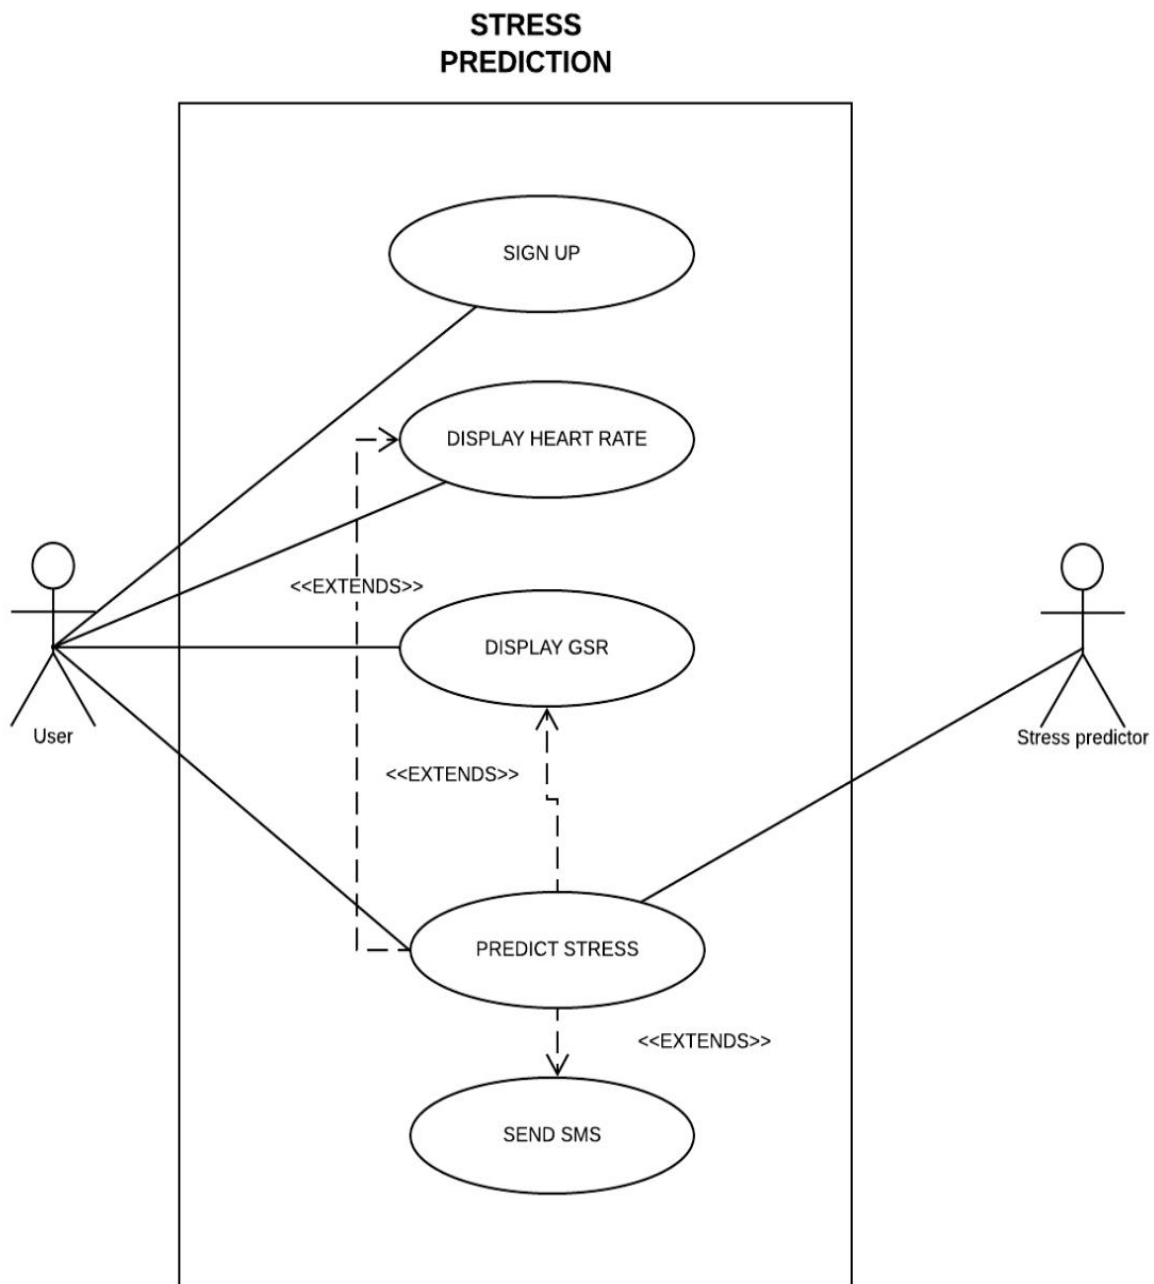 STRESS
PREDICTION
SIGN UP
DISPLAY HEART RATE
<<EXTENDS>>
DISPLAY GSR
User
Stress predictor
<<EXTENDS>>
PREDICT STRESS
<<EXTENDS>>
SEND SMS